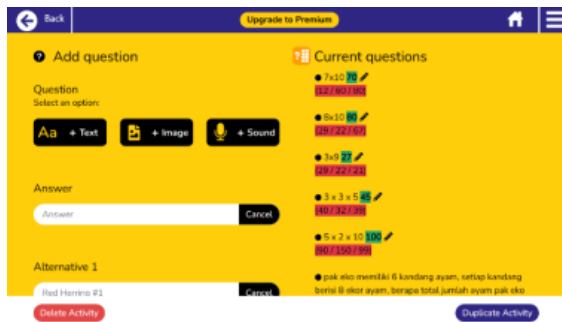 Back
Upgrade to Premium
Add question
Question
Select an option:
Aa + Text
+ Image
+ Sound
Answer
Answer
Cancel
Alternative 1
Red Herring #1
Cancel
Current questions
7x10 70
(12 / 60 / 80)
8x10 80
(29 / 22 / 67)
3x9 27
(29 / 22 / 21)
3 x 3 x 5 45
(40 / 32 / 39)
5 x 2 x 10 100
(90 / 150 / 99)
pak eko memiliki 6 kandang ayam, setiap kandang
berisi 8 ekor ayam, berapa total jumlah ayam pak eko
Delete Activity
Duplicate Activity